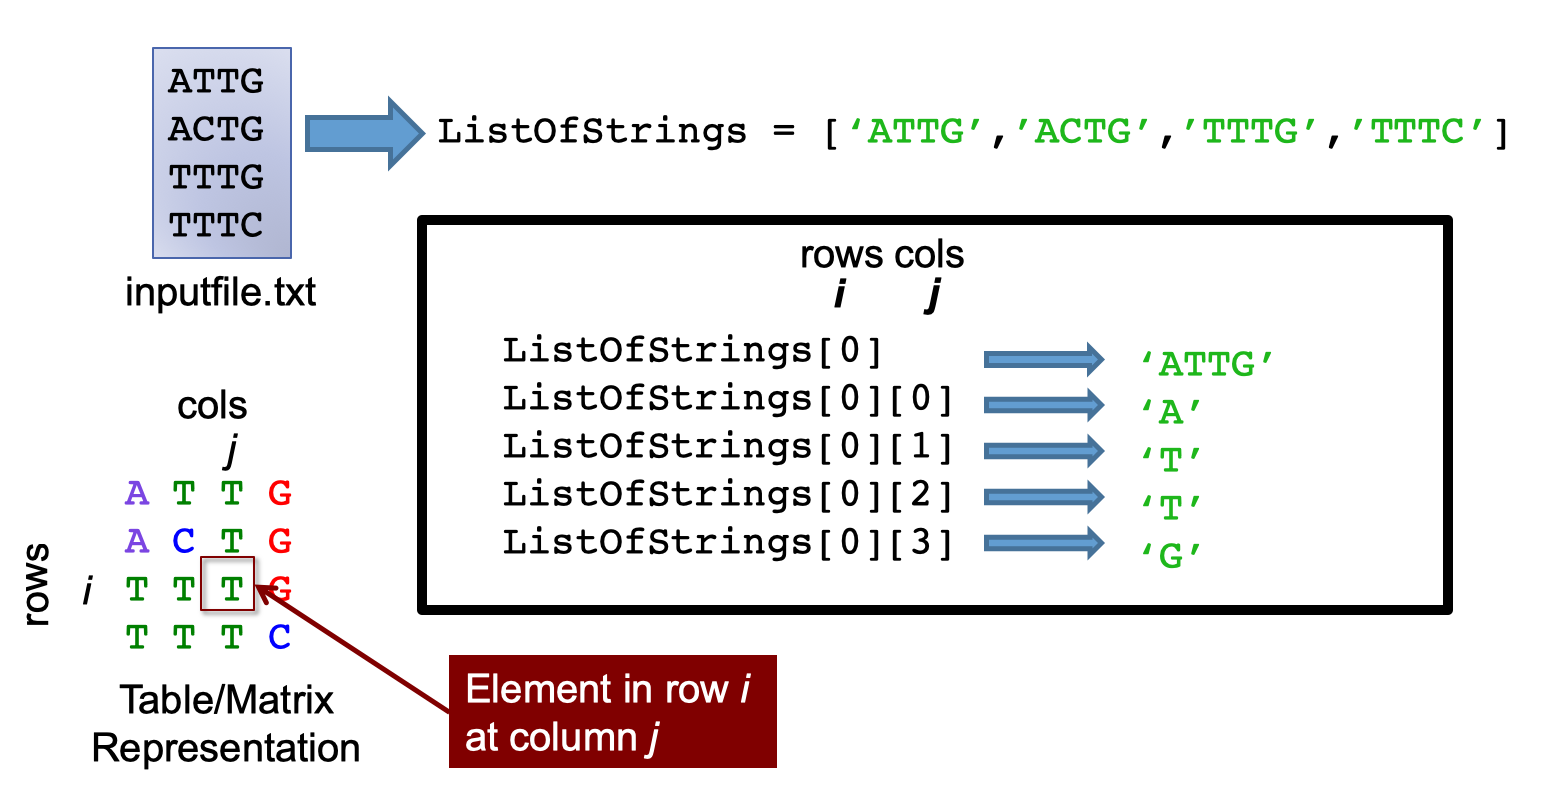 ATTG
ACTG
TTTG
TTTC
inputfile.txt
ListOfStrings = [‘ATTG’,’ACTG’,’TTTG’,’TTTC’]
rows cols
i j
ListOfStrings[0] ‘ATTG’
ListOfStrings[0][0] ‘A’
ListOfStrings[0][1] ‘T’
ListOfStrings[0][2] ‘T’
ListOfStrings[0][3] ‘G’
cols
j
A T T G
A C T G
T T T G
T T T C
rows
i
Table/Matrix
Representation
Element in row i
at column j